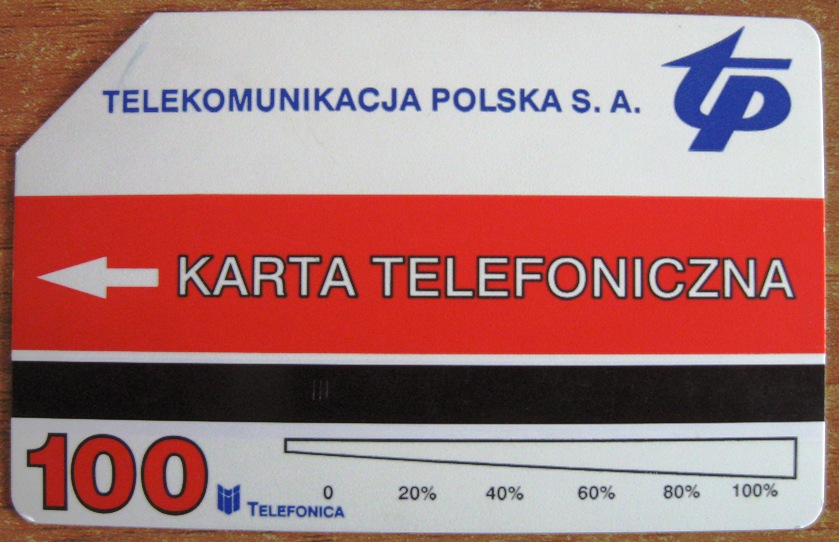 TELEKOMUNIKACJA POLSKA S. A.
tp
KARTA TELEFONICZNA
100
TELEFONICA
0 20% 40% 60% 80% 100%